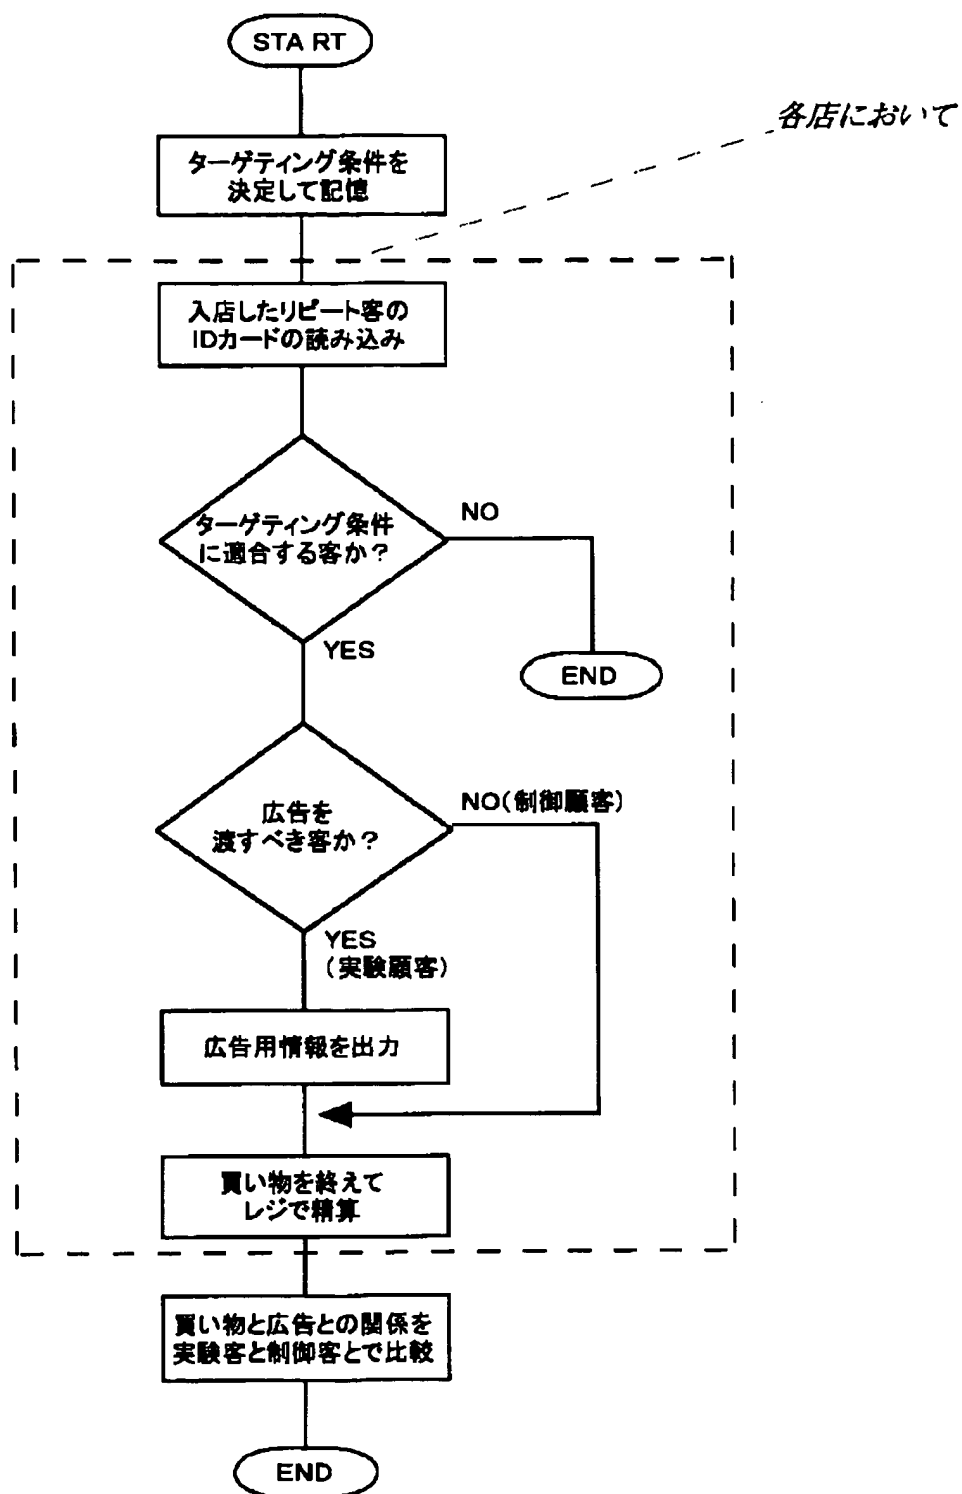 STA RT
各店において
ターゲティング条件を
決定して記憶
入店したリピート客の
IDカードの読み込み
ターゲティング条件
に適合する客か？
NO
YES
END
広告を
渡すべき客か？
NO(制御顧客)
YES
(実験顧客)
広告用情報を出力
買い物を終えて
レジで精算
買い物と広告との関係を
実験客と制御客とで比較
END